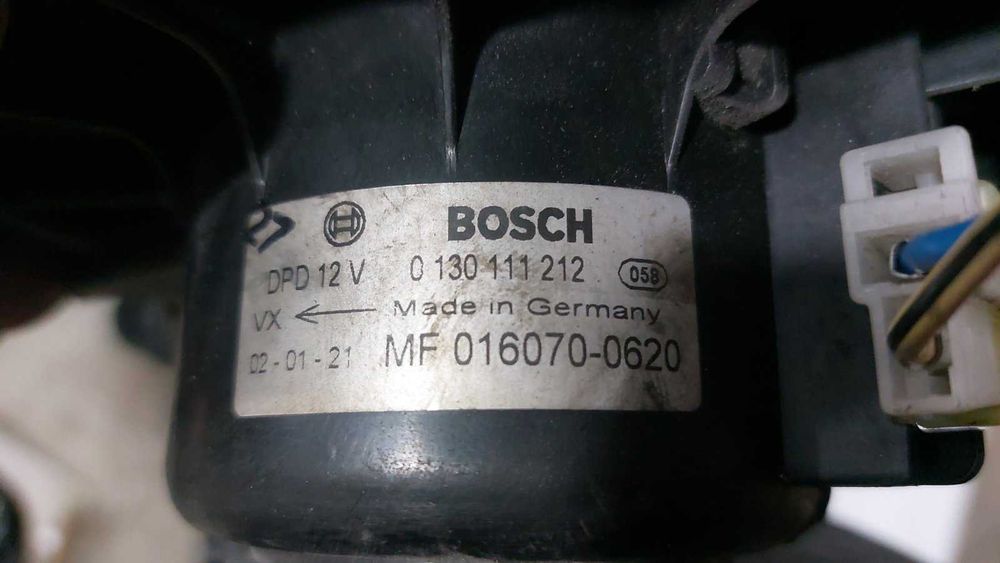 BOSCH
DPD 12 V 0 130 111 212 058
VX ← Made in Germany
02-01-21 MF 016070-0620